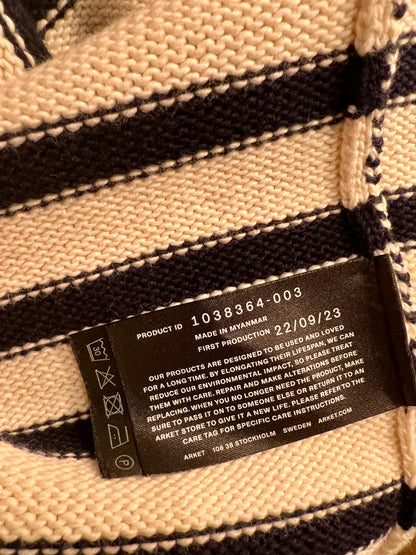 PRODUCT ID 1038364-003
MADE IN MYANMAR
FIRST PRODUCTION 22/09/23
OUR PRODUCTS ARE DESIGNED TO BE USED AND LOVED
FOR A LONG TIME. BY ELONGATING THEIR LIFESPAN, WE CAN
REDUCE OUR ENVIRONMENTAL IMPACT, SO PLEASE TREAT
THEM WITH CARE. REPAIR AND MAKE ALTERATIONS BEFORE
REPLACING. WHEN YOU NO LONGER NEED THE PRODUCT, MAKE
SURE TO PASS IT ON TO SOMEONE ELSE OR RETURN IT TO AN
ARKET STORE TO GIVE IT A NEW LIFE. PLEASE REFER TO THE
CARE TAG FOR SPECIFIC CARE INSTRUCTIONS.
ARKET 106 38 STOCKHOLM SWEDEN ARKET.COM
30
P